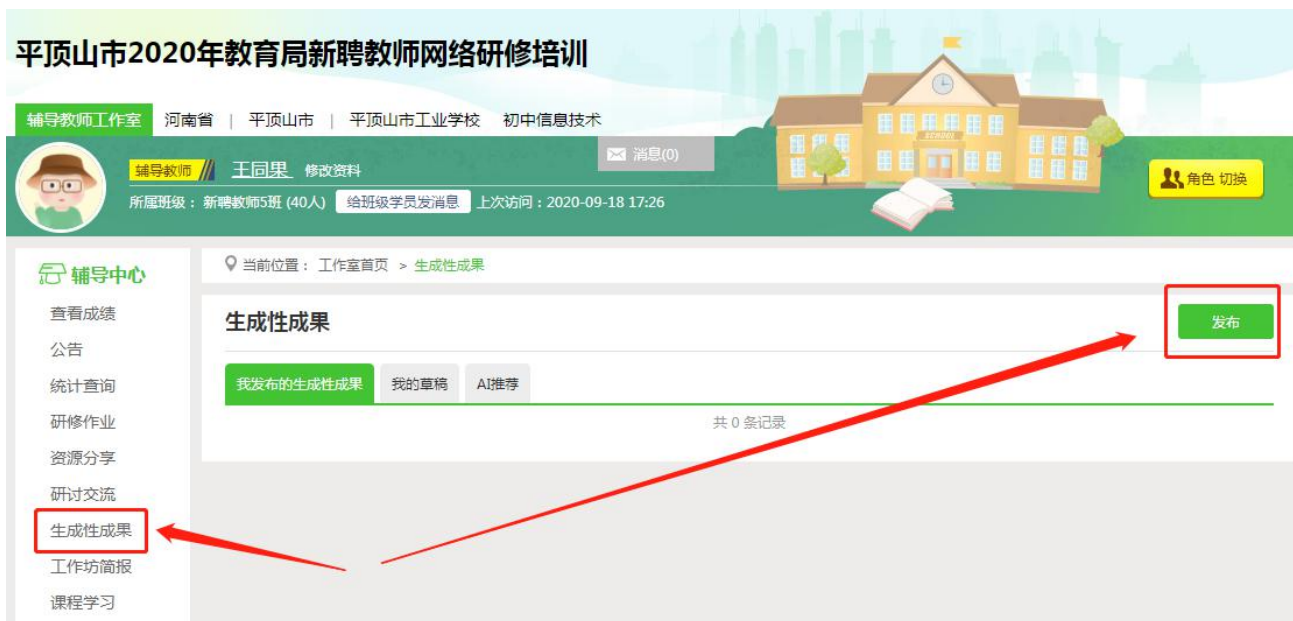 平顶山市2020年教育局新聘教师网络研修培训
辅导教师工作室 河南省 | 平顶山市 | 平顶山市工业学校 初中信息技术
SCHOOL
消息(0)
辅导教师 王同果 修改资料
角色 切换
所属班级：新聘教师5班 (40人) 给班级学员发消息 上次访问：2020-09-18 17:26
辅导中心
当前位置： 工作室首页 > 生成性成果
查看成绩
公告
统计查询
研修作业
资源分享
研讨交流
生成性成果
工作坊简报
课程学习
生成性成果
发布
我发布的生成性成果 我的草稿 AI推荐
共 0 条记录